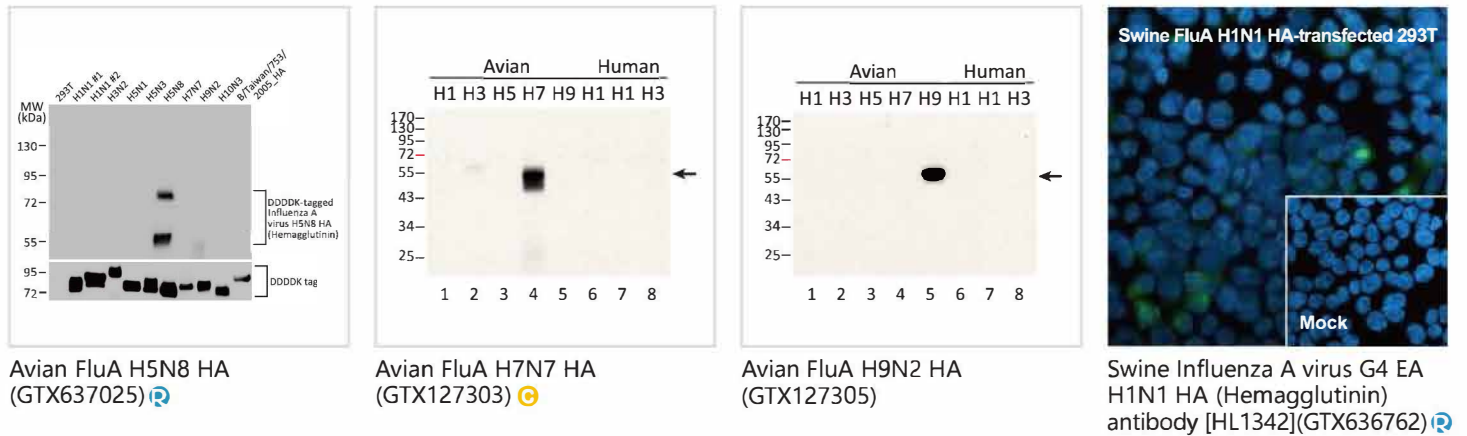 293T
H1N1 #1
H1N1 #2
H3N2
H5N1
H5N3
H5N8
H7N7
H9N2
H10N3
B/Taiwan/753/
2005_HA
MW
(kDa)
130
95
72
55
95
72
DDDDK-tagged
Influenza A
virus H5N8 HA
(Hemagglutinin)
DDDDK tag
Avian FluA H5N8 HA
(GTX637025) R
Avian Human
H1 H3 H5 H7 H9 H1 H1 H3
170
130
95
72
55
43
34
25
1 2 3 4 5 6 7 8
Avian FluA H7N7 HA
(GTX127303) C
Avian Human
H1 H3 H5 H7 H9 H1 H1 H3
170
130
95
72
55
43
34
25
1 2 3 4 5 6 7 8
Avian FluA H9N2 HA
(GTX127305)
Swine FluA H1N1 HA-transfected 293T
Mock
Swine Influenza A virus G4 EA
H1N1 HA (Hemagglutinin)
antibody [HL1342](GTX636762) R